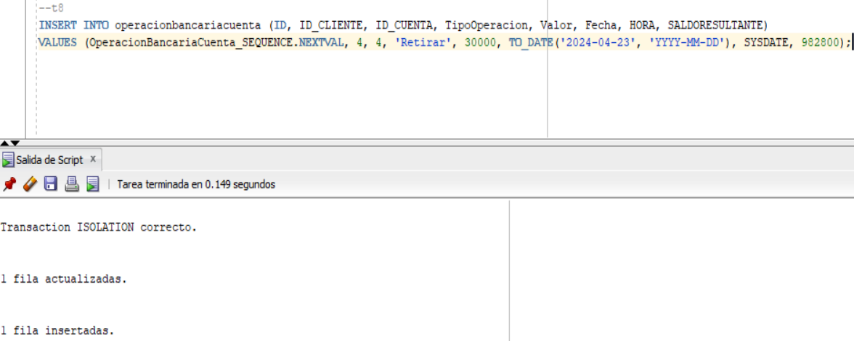 --t8
INSERT INTO operacionbancariacuenta (ID, ID_CLIENTE, ID_CUENTA, TipoOperacion, Valor, Fecha, HORA, SALDORESULTANTE)
VALUES (OperacionBancariaCuenta_SEQUENCE.NEXTVAL, 4, 4, 'Retirar', 30000, TO_DATE('2024-04-23', 'YYYY-MM-DD'), SYSDATE, 982800);
Salida de Script x
Tarea terminada en 0.149 segundos
Transaction ISOLATION correcto.
1 fila actualizadas.
1 fila insertadas.